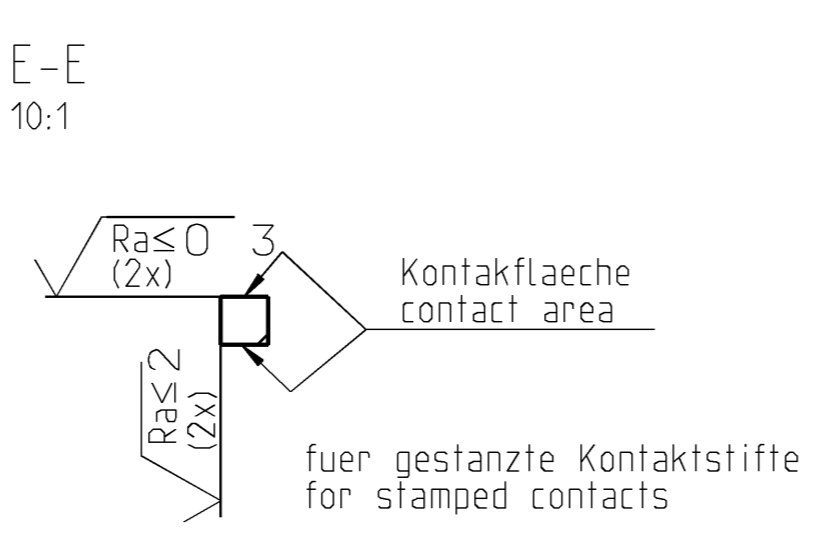 E-E
10:1
Ra≤0 3
(2x)
Kontakflaeche
contact area
Ra≤2
(2x)
fuer gestanzte Kontaktstifte
for stamped contacts